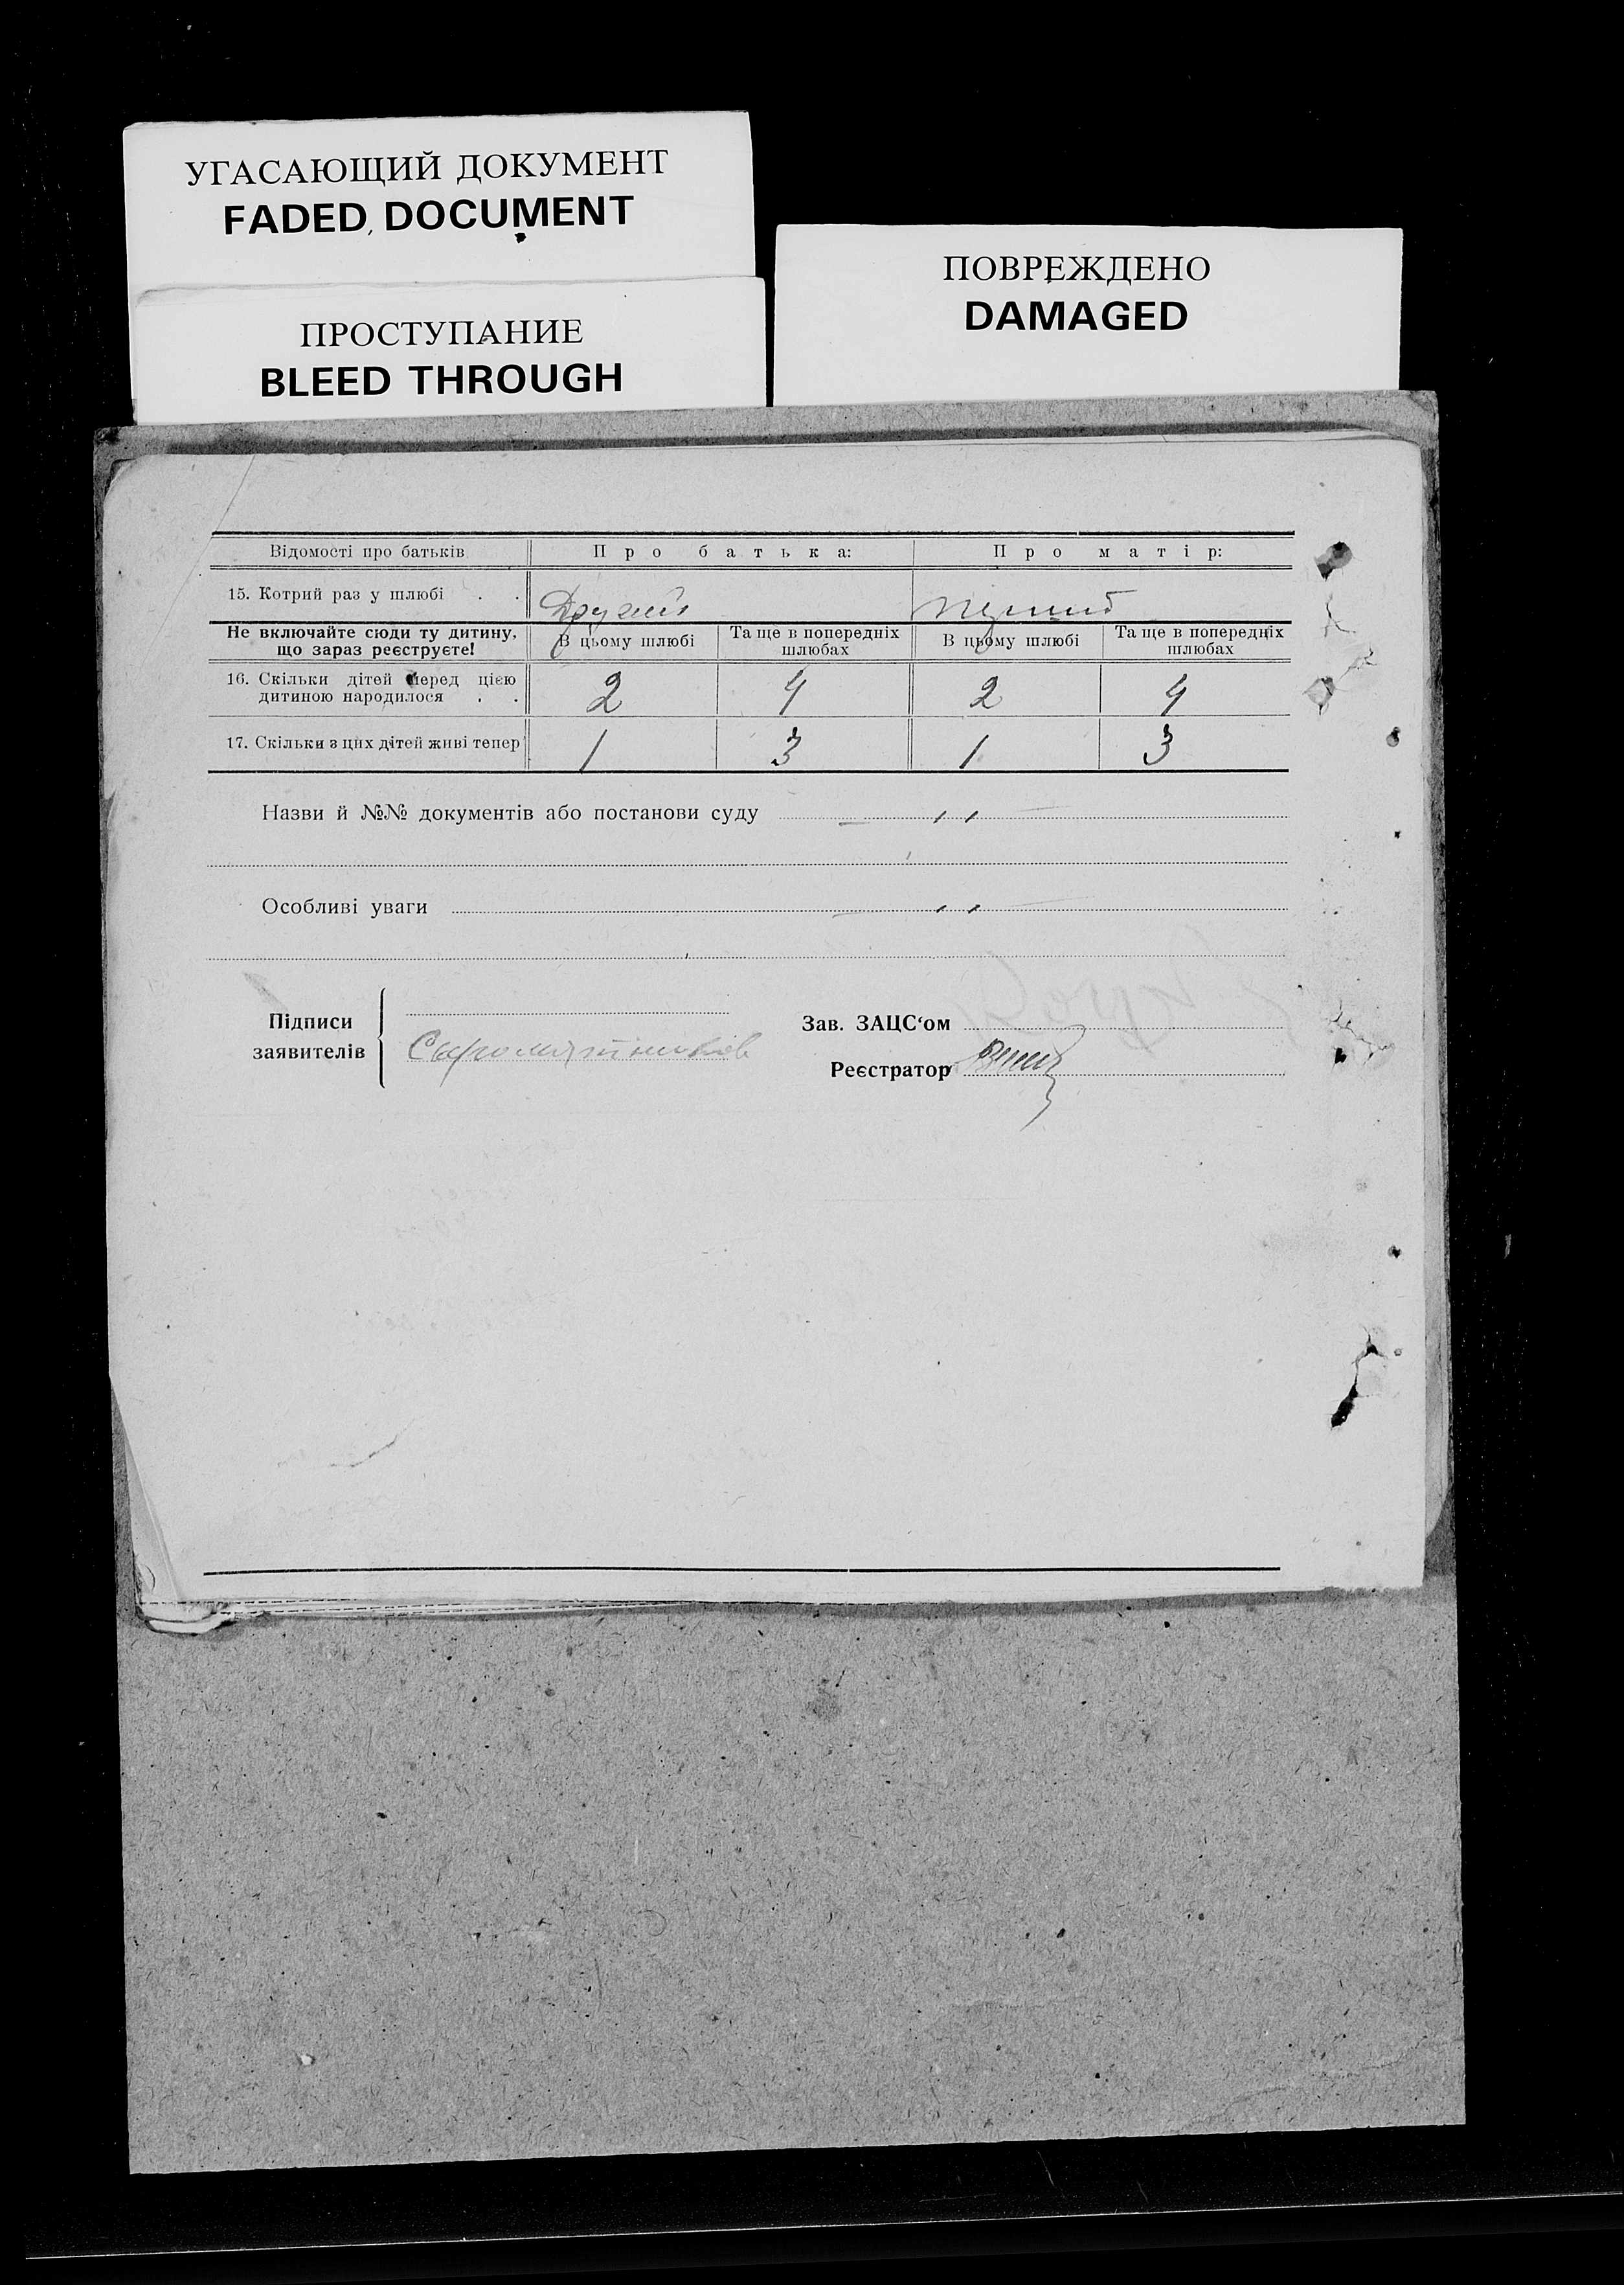 УГАСАЮЩИЙ ДОКУМЕНТ
FADED DOCUMENT
ПРОСТУПАНИЕ
BLEED THROUGH
ПОВРЕЖДЕНО
DAMAGED
Відомості про батьків Про батька: Про матір:
15. Котрий раз у шлюбі . . Другий
Не включайте сюди ту дитину, що зараз реєструєте! В цьому шлюбі Та ще в попередніх шлюбах В цьому шлюбі Та ще в попередніх шлюбах
16. Скільки дітей перед цією
дитиною народилося . . 2 4 2 4
17. Скільки з цих дітей живі тепер 1 3 1 3
Назви й №№ документів або постанови суду — " —
Особливі уваги — " —
Підписи
заявителів Сыромятников
Зав. ЗАЦС'ом
Реєстратор